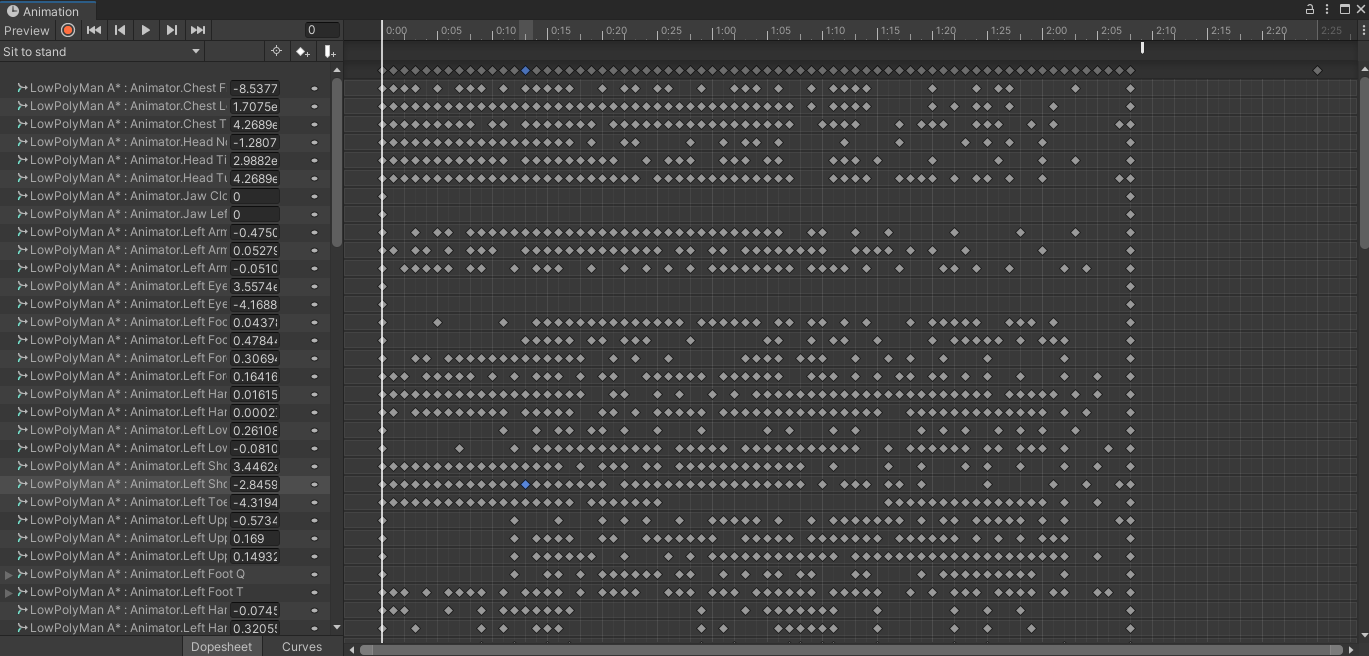 Animation
Preview 0 0:00 0:05 0:10 0:15 0:20 0:25 1:00 1:05 1:10 1:15 1:20 1:25 2:00 2:05 2:10 2:15 2:20 2:25
Sit to stand
LowPolyMan A* : Animator.Chest F -8.5377
LowPolyMan A* : Animator.Chest L 1.7075e
LowPolyMan A* : Animator.Chest T 4.2689e
LowPolyMan A* : Animator.Head No -1.2807
LowPolyMan A* : Animator.Head Ti 2.9882e
LowPolyMan A* : Animator.Head Tu 4.2689e
LowPolyMan A* : Animator.Jaw Clo 0
LowPolyMan A* : Animator.Jaw Lef 0
LowPolyMan A* : Animator.Left Arm -0.4750
LowPolyMan A* : Animator.Left Arm 0.05279
LowPolyMan A* : Animator.Left Arm -0.0510
LowPolyMan A* : Animator.Left Eye 3.5574e
LowPolyMan A* : Animator.Left Eye -4.1688
LowPolyMan A* : Animator.Left Foo 0.0437
LowPolyMan A* : Animator.Left Foo 0.4784
LowPolyMan A* : Animator.Left For 0.30694
LowPolyMan A* : Animator.Left For 0.16416
LowPolyMan A* : Animator.Left Har 0.01615
LowPolyMan A* : Animator.Left Har 0.0002
LowPolyMan A* : Animator.Left Lov 0.26108
LowPolyMan A* : Animator.Left Lov -0.0810
LowPolyMan A* : Animator.Left Sho 3.4462e
LowPolyMan A* : Animator.Left Sho -2.8459
LowPolyMan A* : Animator.Left Toe -4.3194
LowPolyMan A* : Animator.Left Upp -0.5734
LowPolyMan A* : Animator.Left Upp 0.169
LowPolyMan A* : Animator.Left Upp 0.14932
LowPolyMan A* : Animator.Left Foot Q
LowPolyMan A* : Animator.Left Foot T
LowPolyMan A* : Animator.Left Har -0.0745
LowPolyMan A* : Animator.Left Har 0.32055
Dopesheet Curves